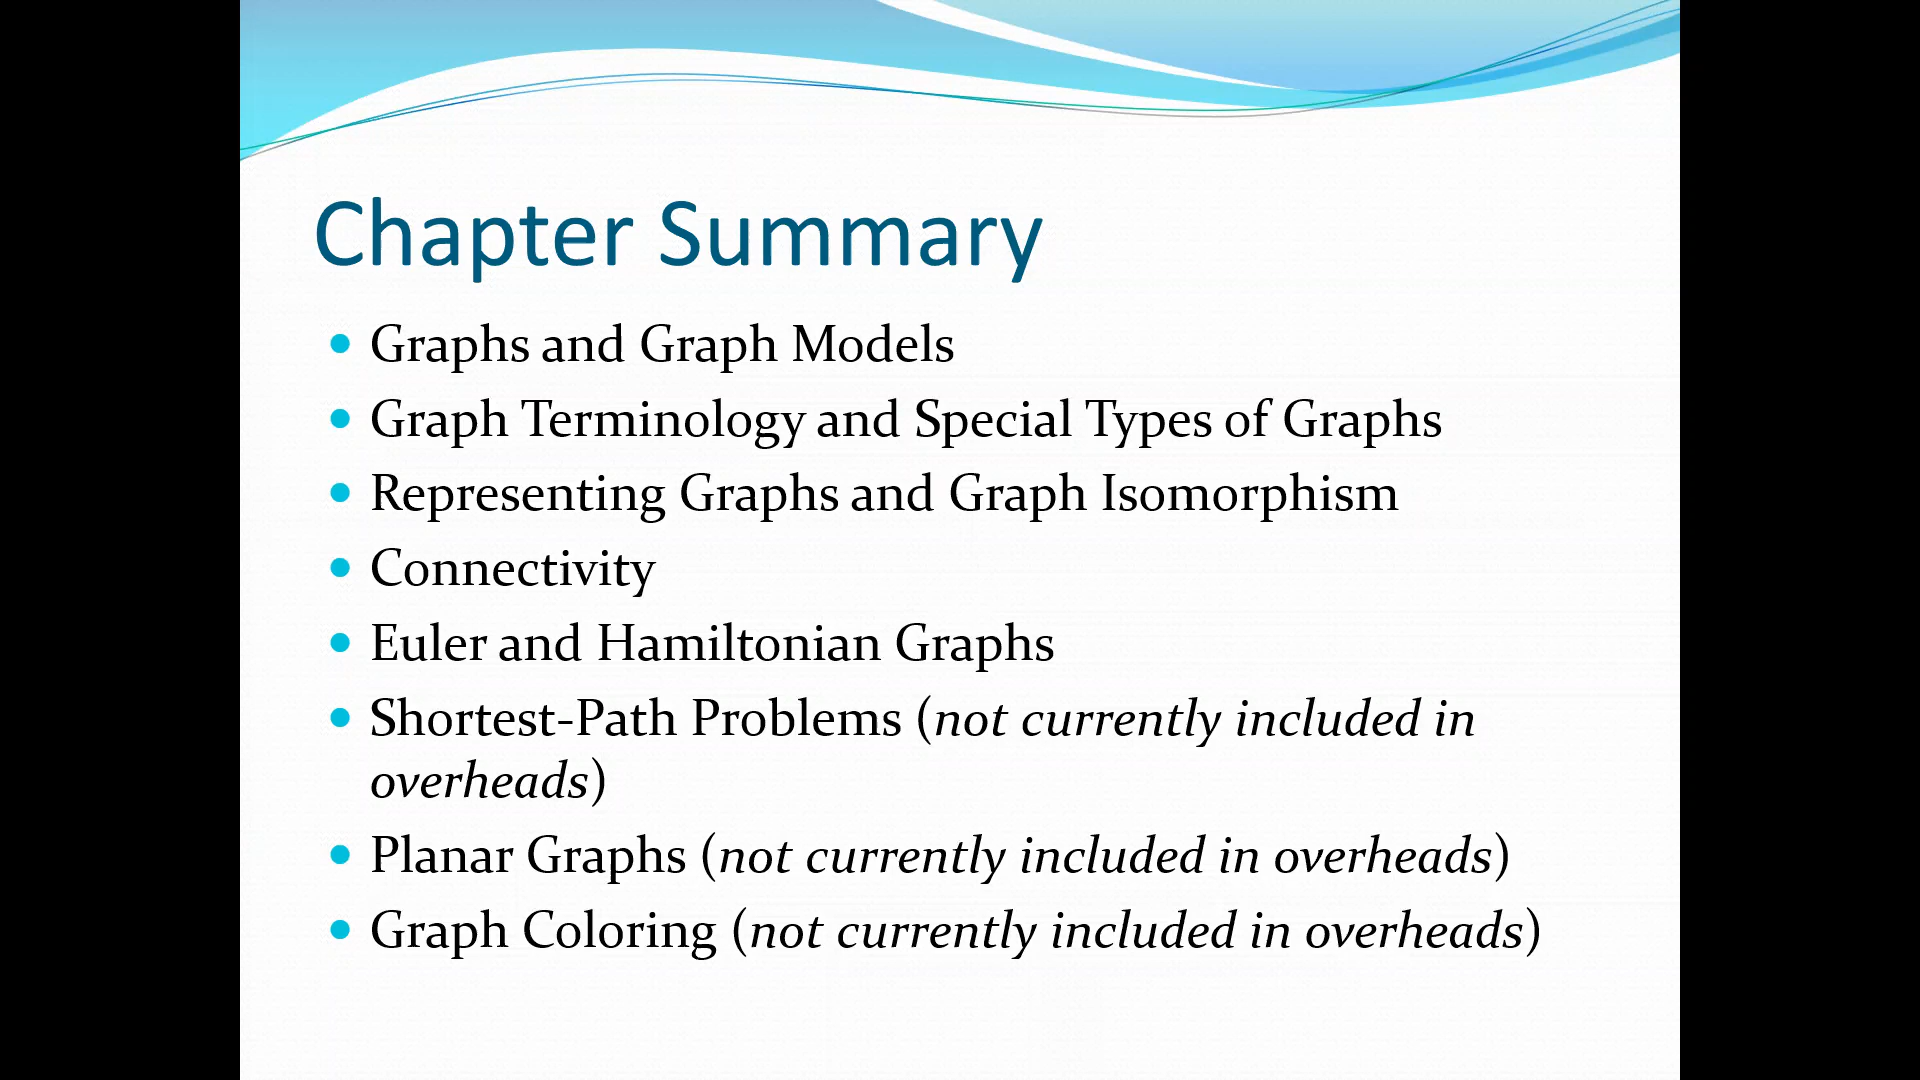 Chapter Summary
• Graphs and Graph Models
• Graph Terminology and Special Types of Graphs
• Representing Graphs and Graph Isomorphism
• Connectivity
• Euler and Hamiltonian Graphs
• Shortest-Path Problems (not currently included in
overheads)
• Planar Graphs (not currently included in overheads)
• Graph Coloring (not currently included in overheads)